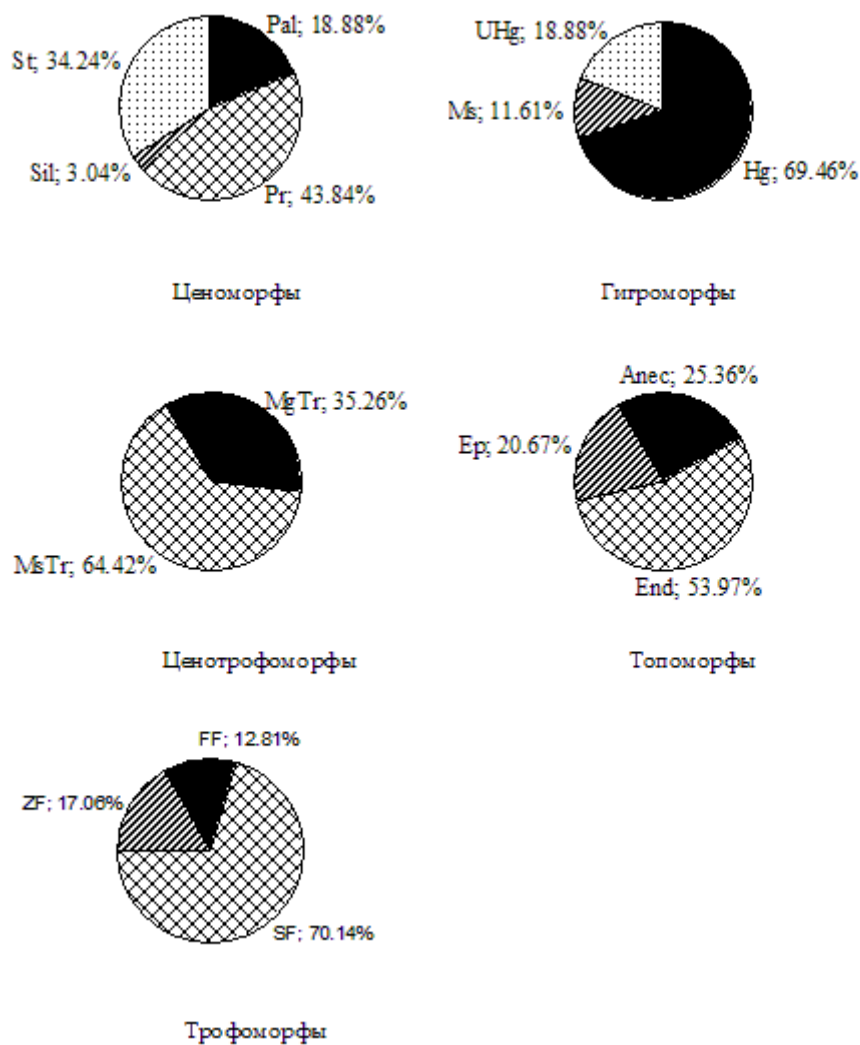 Pal; 18.88%
St; 34.24%
Sil; 3.04%
Pr; 43.84%
Ценоморфы
UHg; 18.88%
Ms; 11.61%
Hg; 69.46%
Гигроморфы
MgTr; 35.26%
MsTr; 64.42%
Ценотрофоморфы
Anec; 25.36%
Ep; 20.67%
End; 53.97%
Топоморфы
FF; 12.81%
ZF; 17.06%
SF; 70.14%
Трофоморфы